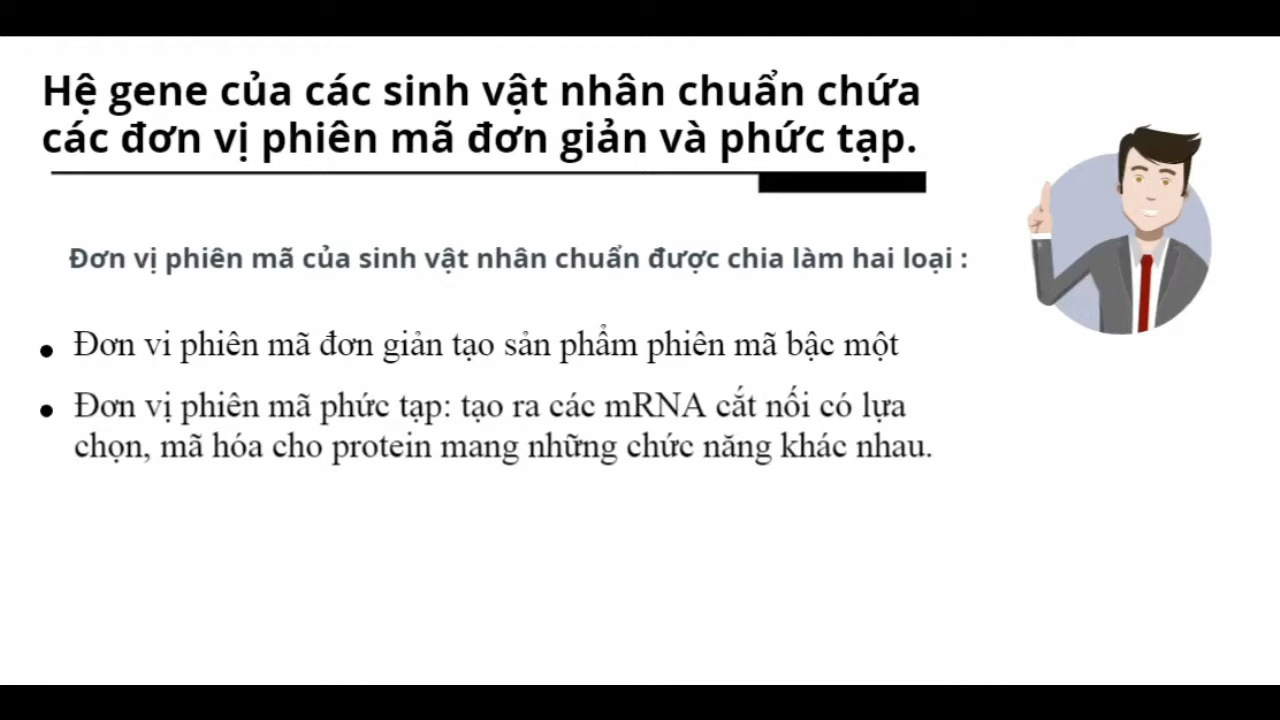 Hệ gene của các sinh vật nhân chuẩn chứa
các đơn vị phiên mã đơn giản và phức tạp.
Đơn vị phiên mã của sinh vật nhân chuẩn được chia làm hai loại :
• Đơn vi phiên mã đơn giản tạo sản phẩm phiên mã bậc một
• Đơn vị phiên mã phức tạp: tạo ra các mRNA cắt nối có lựa
chọn, mã hóa cho protein mang những chức năng khác nhau.